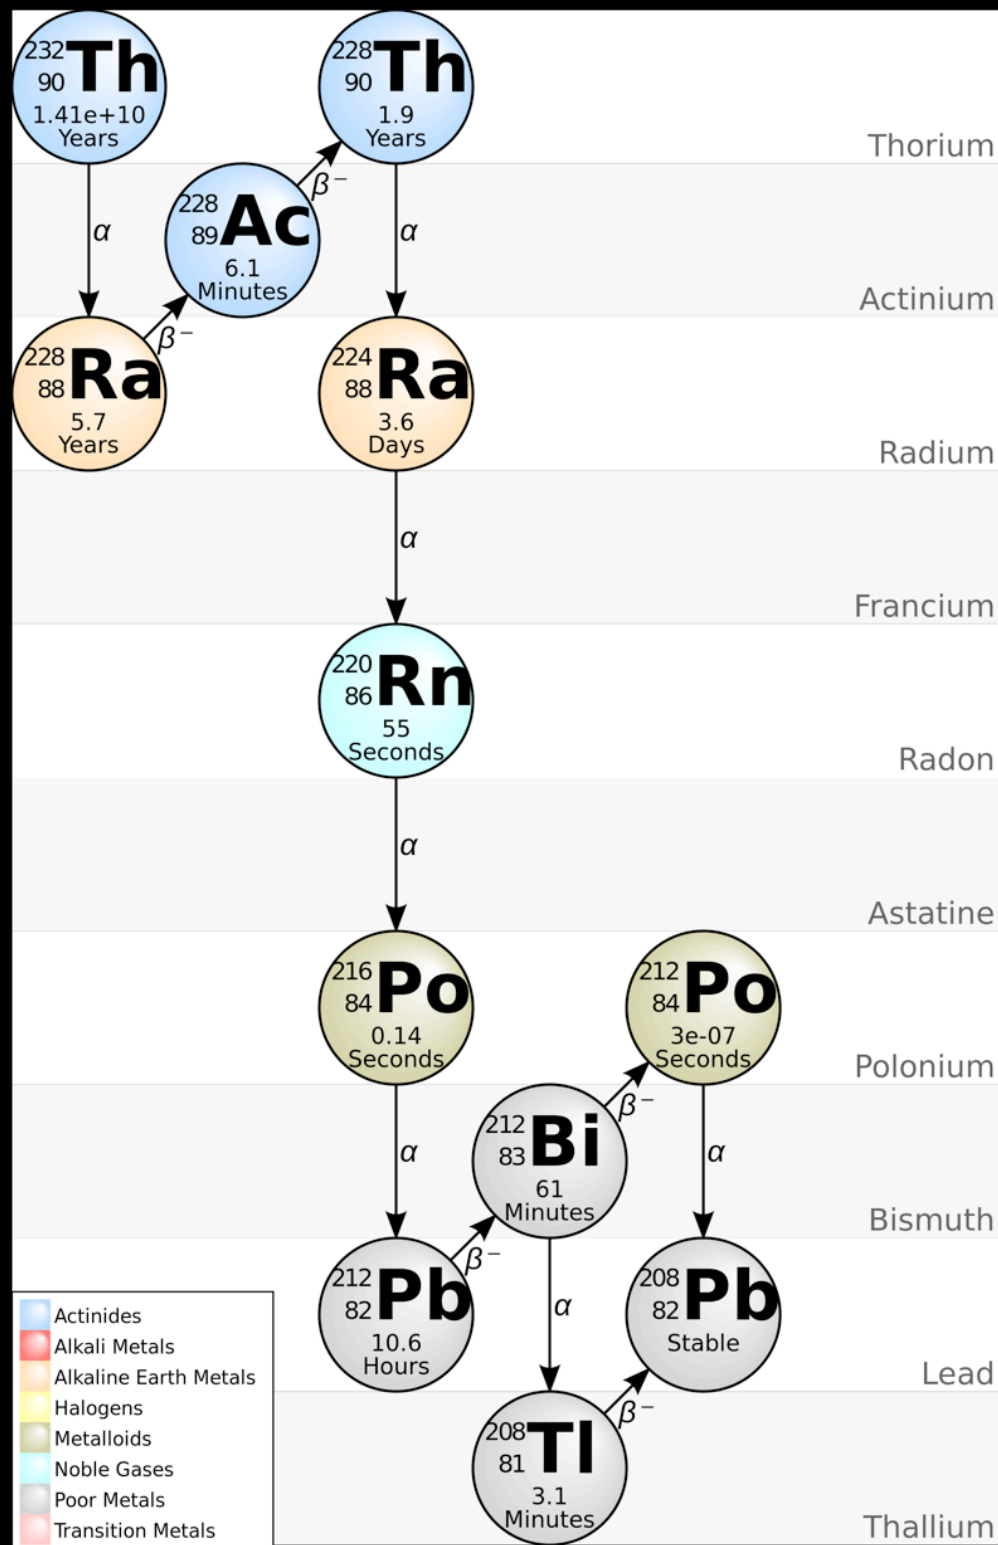 232
90
Th
1.41e+10
Years
228
90
Th
1.9
Years
Thorium
α
228
89
Ac
6.1
Minutes
β⁻
α
Actinium
β⁻
228
88
Ra
5.7
Years
224
88
Ra
3.6
Days
Radium
α
Francium
220
86
Rn
55
Seconds
Radon
α
Astatine
216
84
Po
0.14
Seconds
212
84
Po
3e-07
Seconds
Polonium
α
212
83
Bi
61
Minutes
β⁻
α
Bismuth
β⁻
212
82
Pb
10.6
Hours
α
208
82
Pb
Stable
Lead
208
81
Tl
3.1
Minutes
β⁻
Thallium
Actinides
Alkali Metals
Alkaline Earth Metals
Halogens
Metalloids
Noble Gases
Poor Metals
Transition Metals